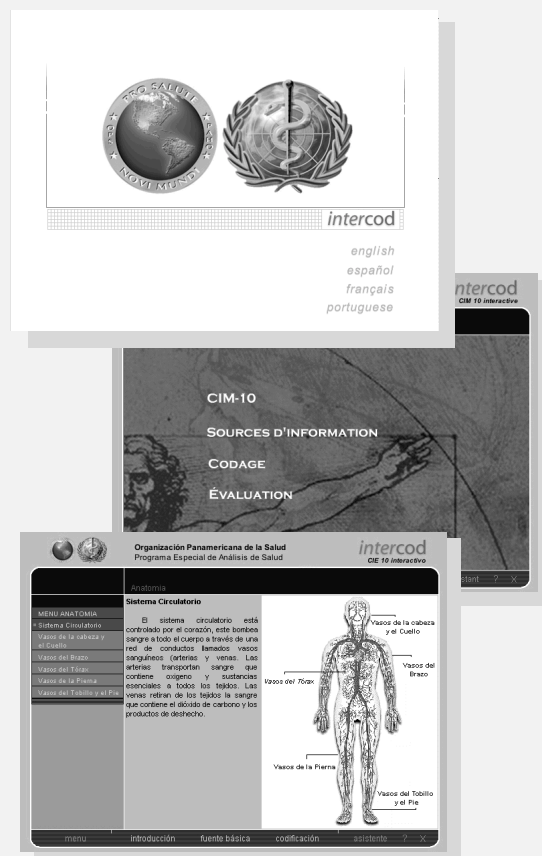 PRO SALUTE
NOVI MUNDI
intercod
english
español
français
portuguese
intercod
CIM 10 interactive
CIM-10
SOURCES D'INFORMATION
CODAGE
ÉVALUATION
? X
Organización Panamericana de la Salud
Programa Especial de Análisis de Salud
intercod
CIE 10 interactivo
Anatomia
MENU ANATOMIA
Sistema Circulatorio
Vasos de la cabeza y
el Cuello
Vasos del Brazo
Vasos del Tórax
Vasos de la Pierna
Vasos del Tobillo y el Pie
Sistema Circulatorio
El sistema circulatorio está
controlado por el corazón, este bombea
sangre a todo el cuerpo a través de una
red de conductos llamados vasos
sanguíneos (arterias y venas. Las
arterias transportan sangre que
contiene oxigeno y sustancias
esenciales a todos los tejidos. Las
venas retiran de los tejidos la sangre
que contiene el dióxido de carbono y los
productos de deshecho.
Vasos de la cabeza
y el Cuello
Vasos del
Brazo
Vasos del Tórax
Vasos de la Pierna
Vasos del Tobillo
y el Pie
menu introducción fuente básica codificación asistente ? X